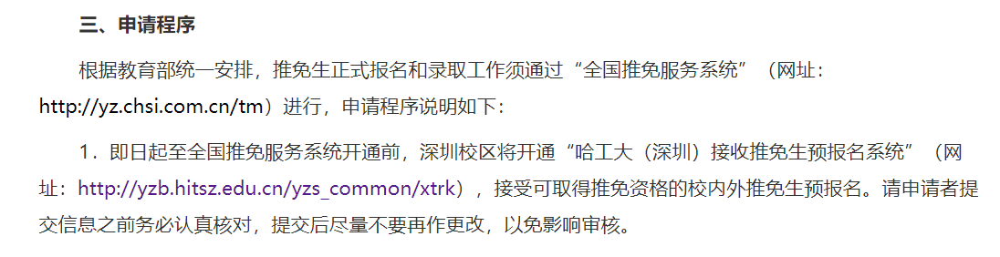 三、申请程序
根据教育部统一安排，推免生正式报名和录取工作须通过“全国推免服务系统”（网址：
http://yz.chsi.com.cn/tm）进行，申请程序说明如下：
1．即日起至全国推免服务系统开通前，深圳校区将开通“哈工大（深圳）接收推免生预报名系统”（网
址：http://yzb.hitsz.edu.cn/yzs_common/xtrk），接受可取得推免资格的校内外推免生预报名。请申请者提
交信息之前务必认真核对，提交后尽量不要再作更改，以免影响审核。